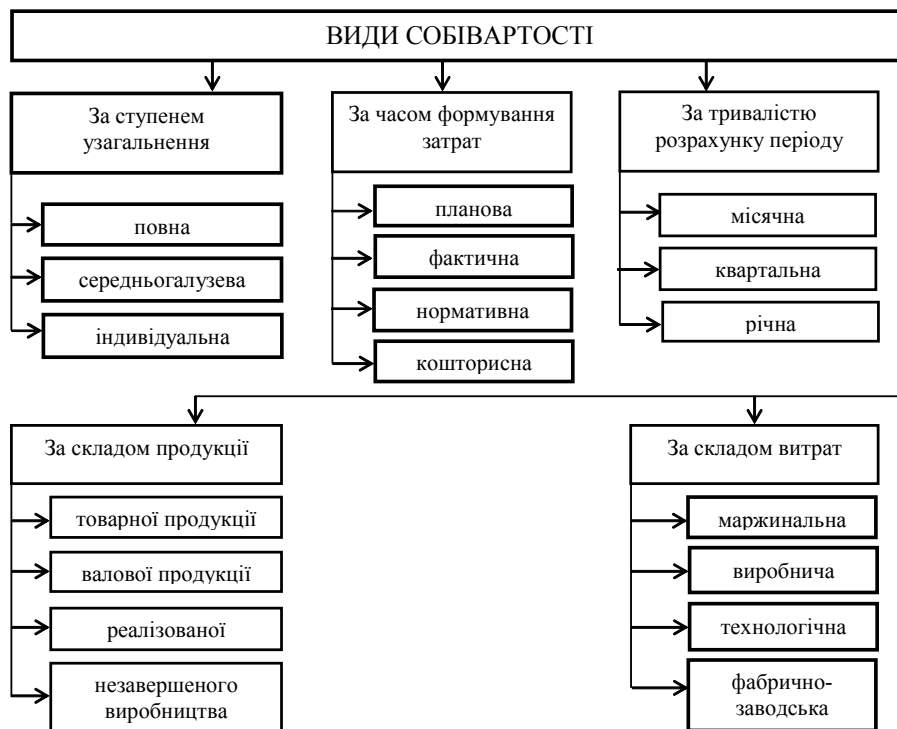 ВИДИ СОБІВАРТОСТІ
За ступенем
узагальнення
повна
середньогалузева
індивідуальна
За часом формування
затрат
планова
фактична
нормативна
кошторисна
За тривалістю
розрахунку періоду
місячна
квартальна
річна
За складом продукції
товарної продукції
валової продукції
реалізованої
незавершеного
виробництва
За складом витрат
маржинальна
виробнича
технологічна
фабрично-
заводська